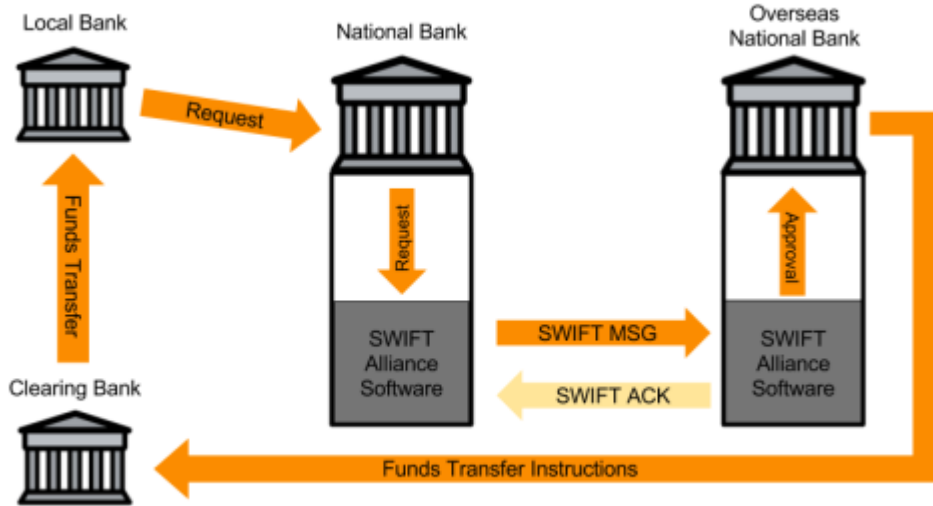 Local Bank
National Bank
Overseas
National Bank
Request
Funds Transfer
Request
Approval
SWIFT
Alliance
Software
SWIFT MSG
SWIFT ACK
SWIFT
Alliance
Software
Clearing Bank
Funds Transfer Instructions